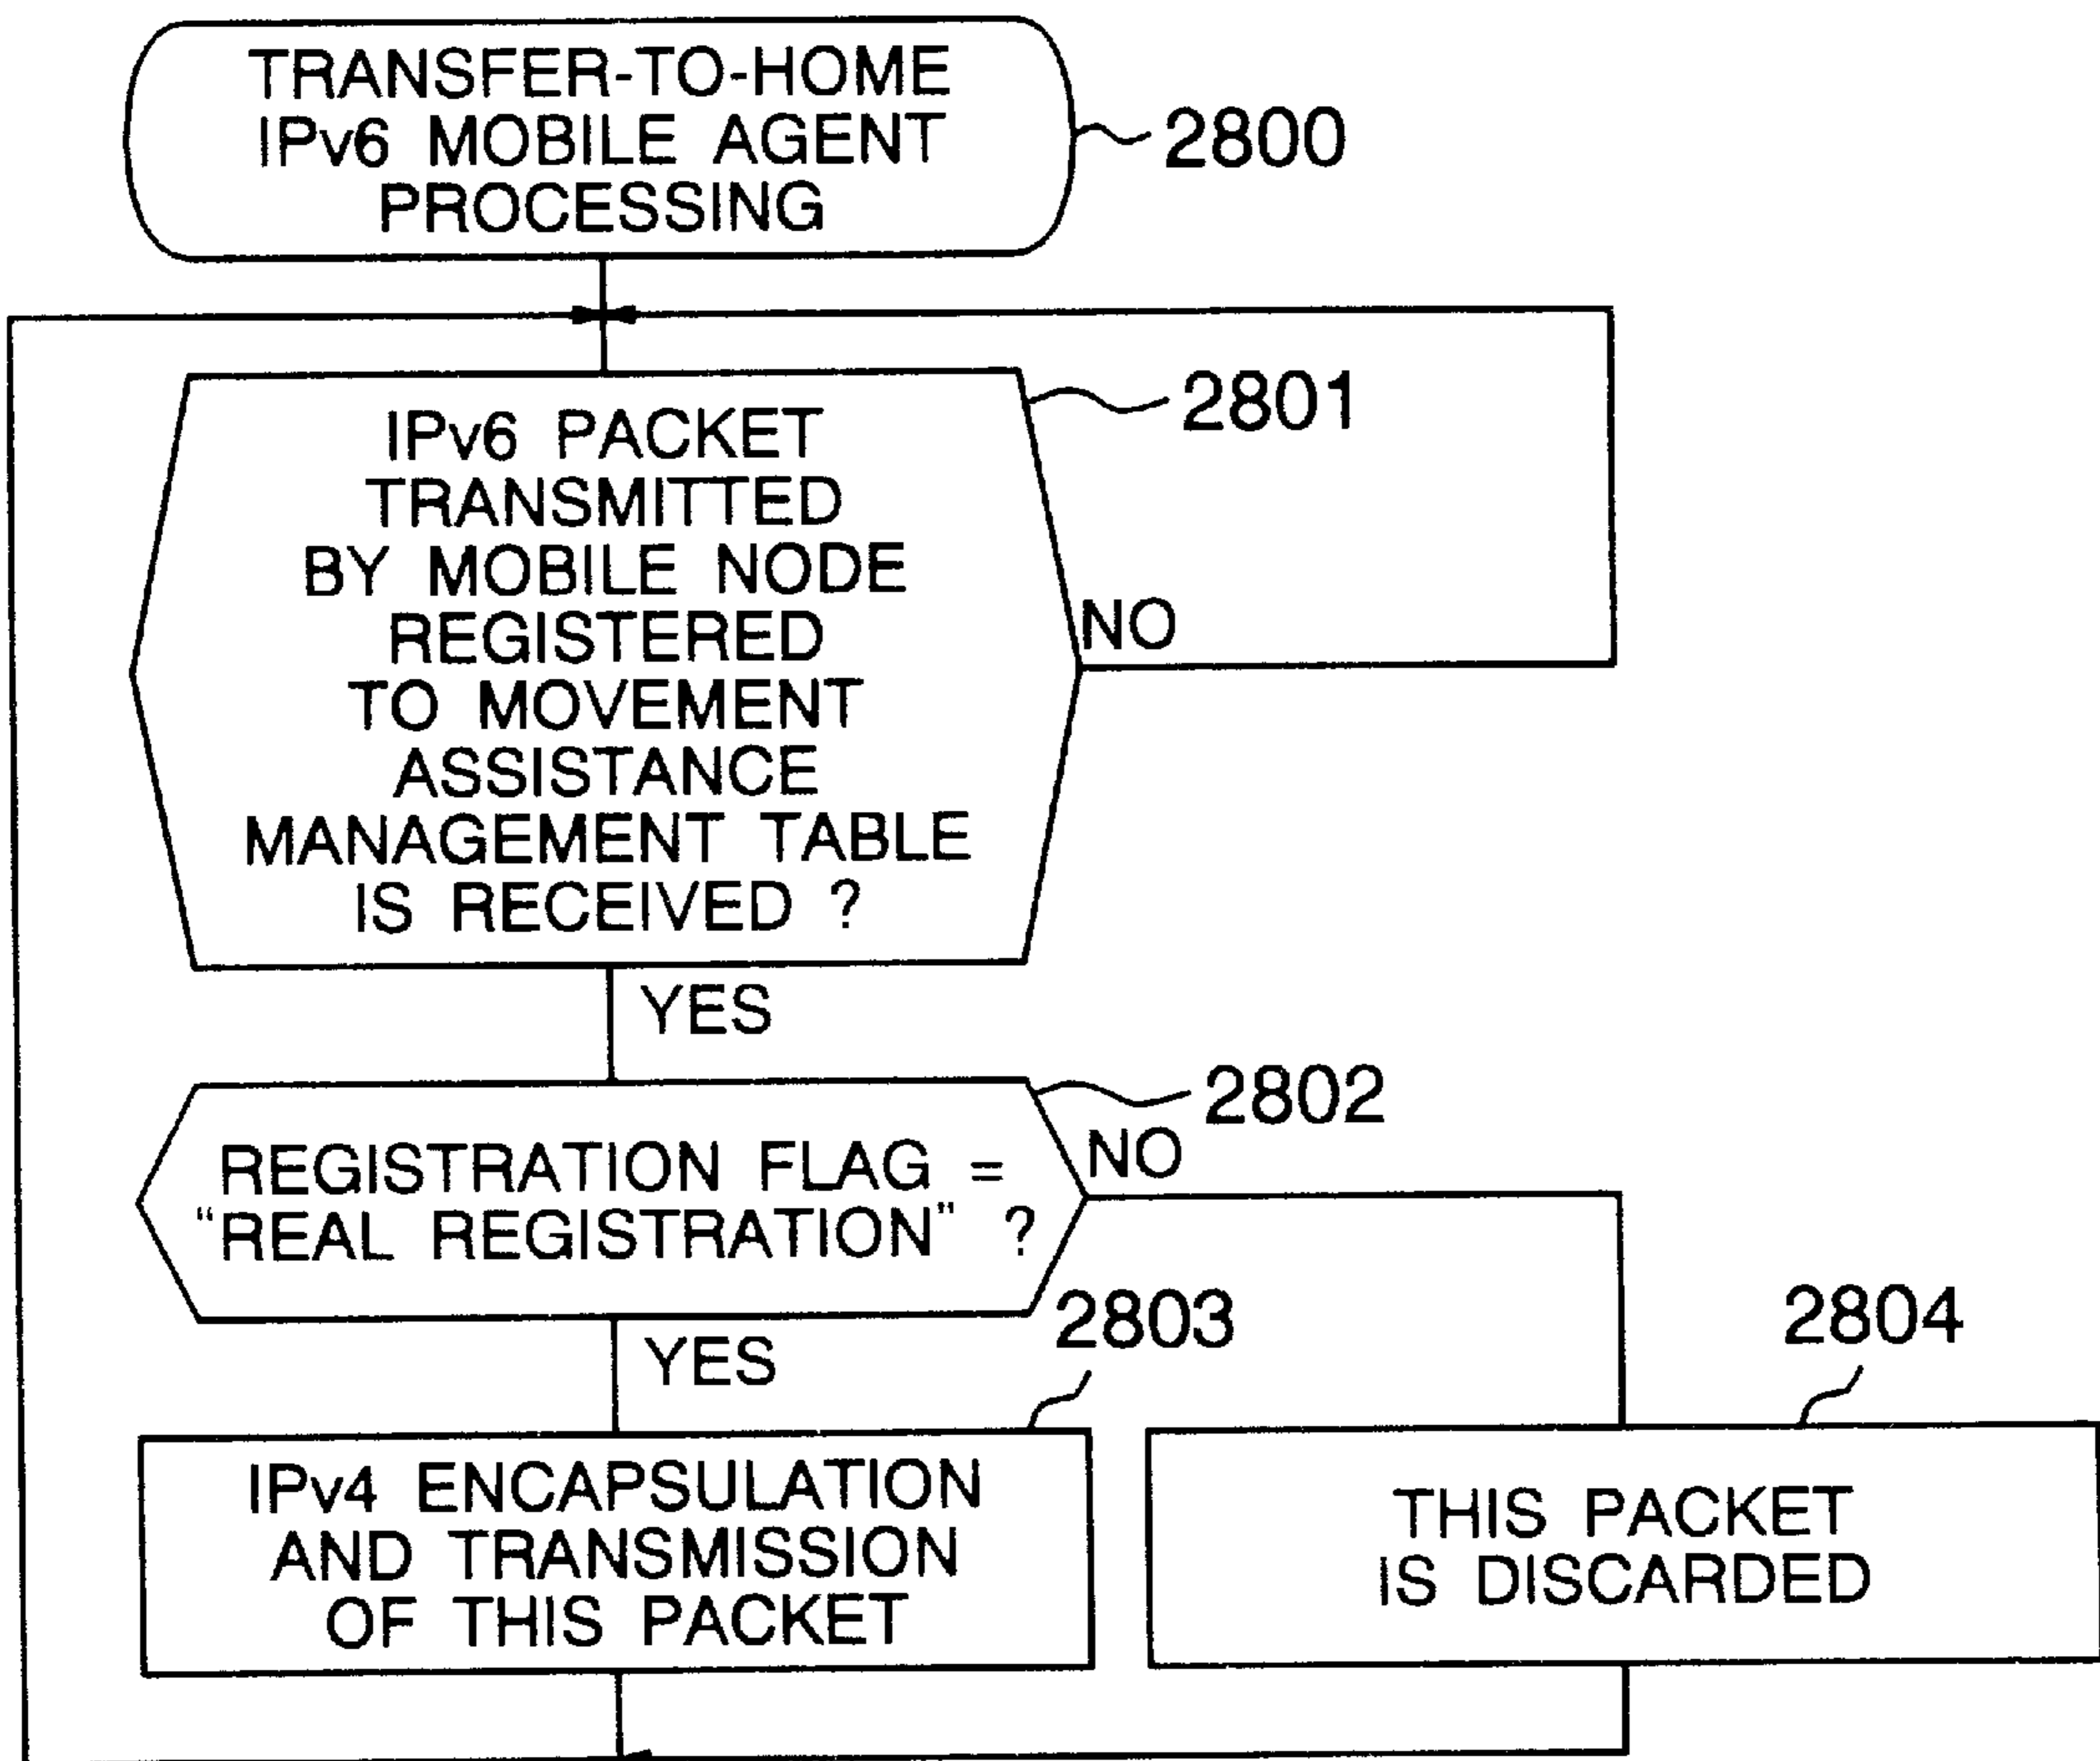 TRANSFER-TO-HOME
IPv6 MOBILE AGENT
PROCESSING
2800
2801
IPv6 PACKET
TRANSMITTED
BY MOBILE NODE
REGISTERED
TO MOVEMENT
ASSISTANCE
MANAGEMENT TABLE
IS RECEIVED ?
NO
YES
2802
REGISTRATION FLAG =
“REAL REGISTRATION” ?
NO
YES
2803
IPv4 ENCAPSULATION
AND TRANSMISSION
OF THIS PACKET
2804
THIS PACKET
IS DISCARDED